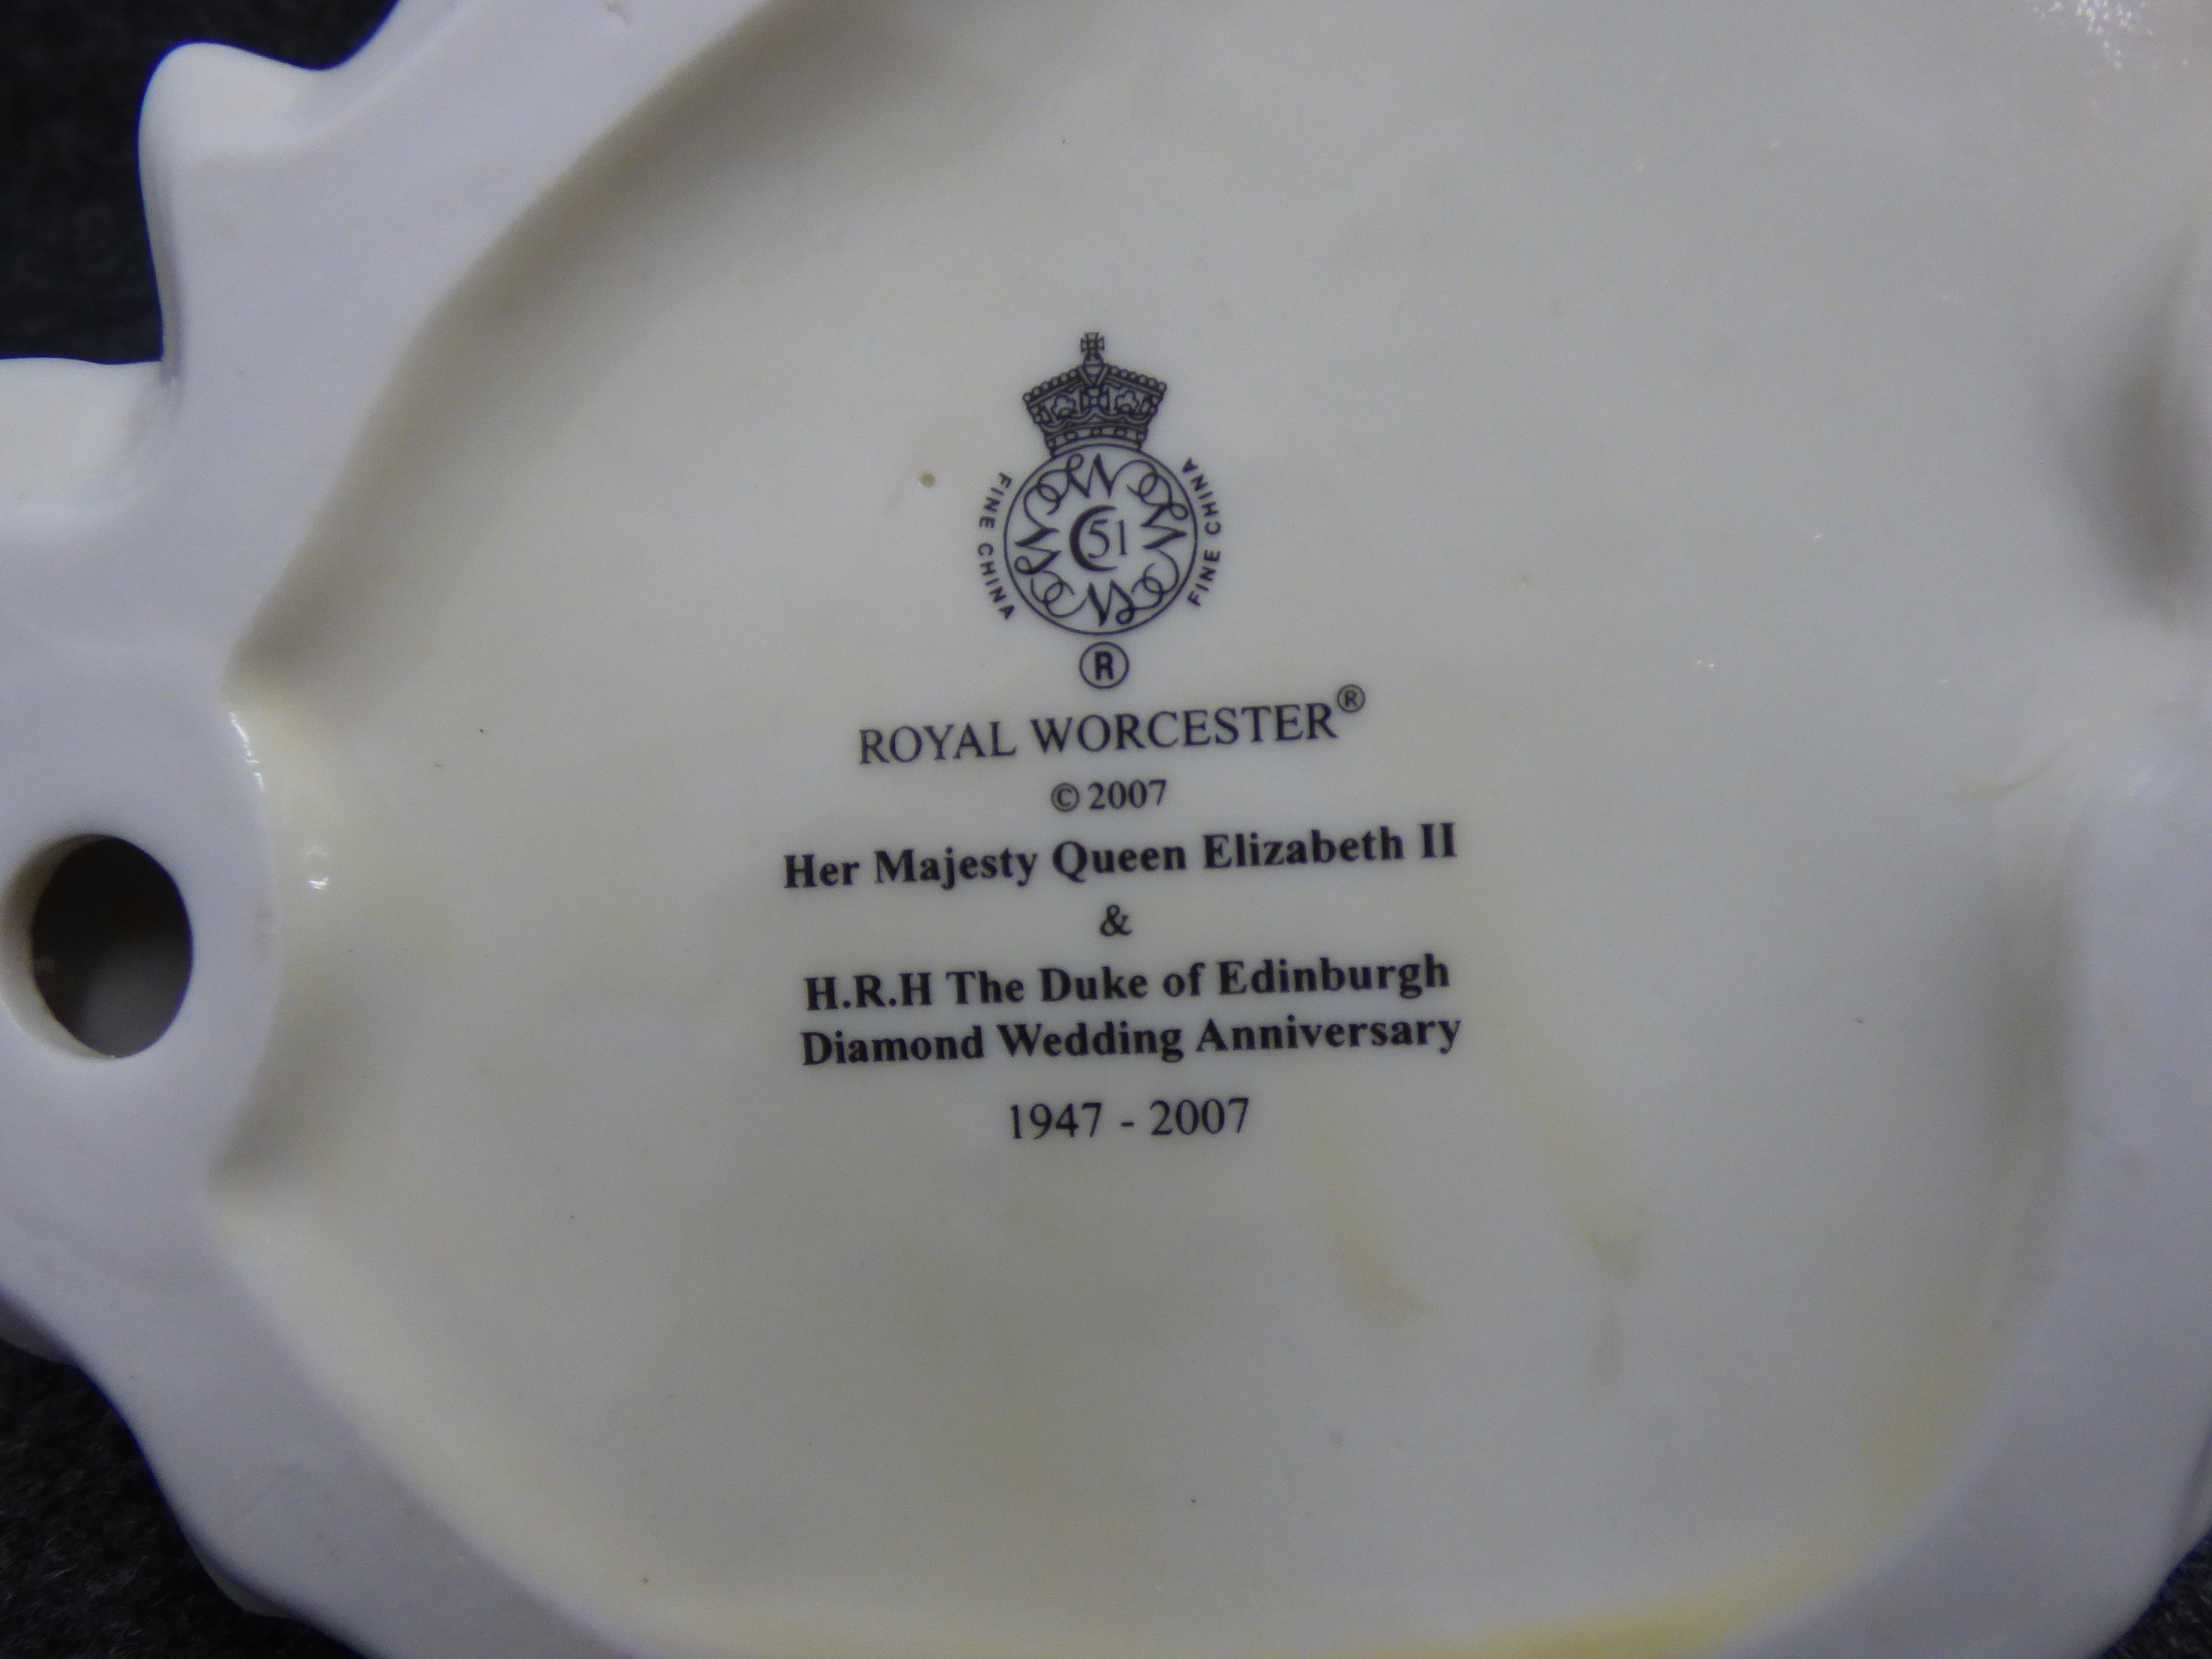 FINE CHINA
51
FINE CHINA
®
ROYAL WORCESTER®
© 2007
Her Majesty Queen Elizabeth II
&
H.R.H The Duke of Edinburgh
Diamond Wedding Anniversary
1947 - 2007